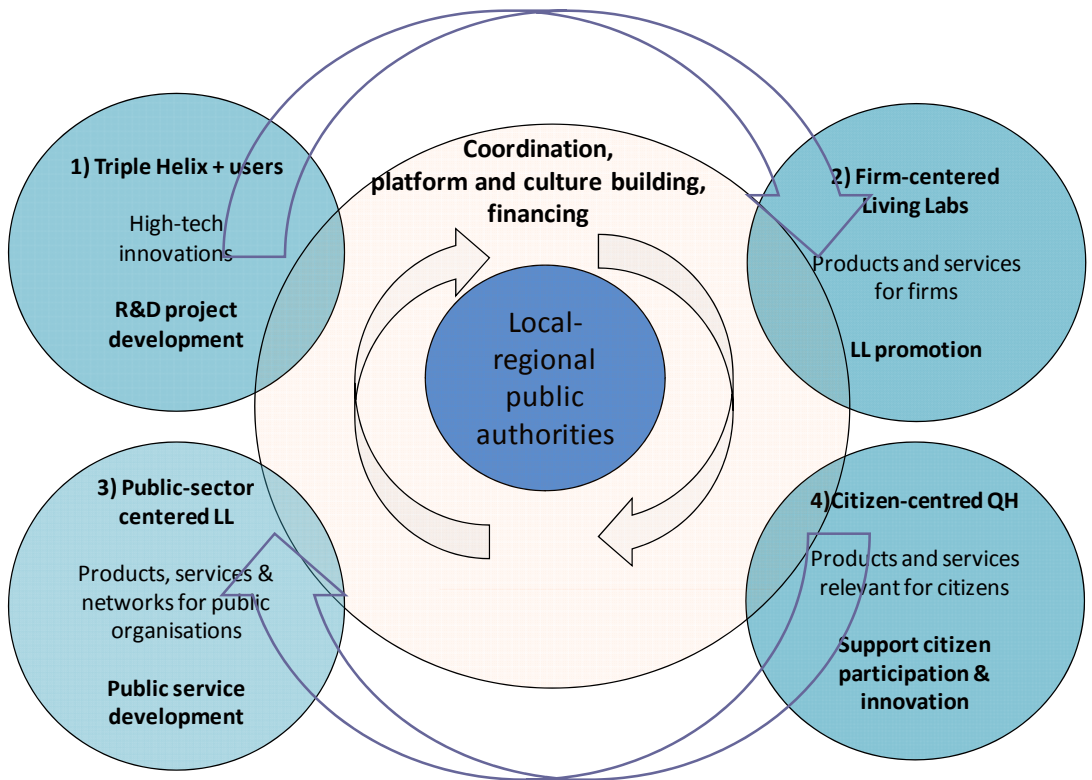 1) Triple Helix + users
High-tech
innovations
R&D project
development
Coordination,
platform and culture building,
financing
2) Firm-centered
Living Labs
Products and services
for firms
LL promotion
Local-
regional
public
authorities
3) Public-sector
centered LL
Products, services &
networks for public
organisations
Public service
development
4)Citizen-centred QH
Products and services
relevant for citizens
Support citizen
participation &
innovation